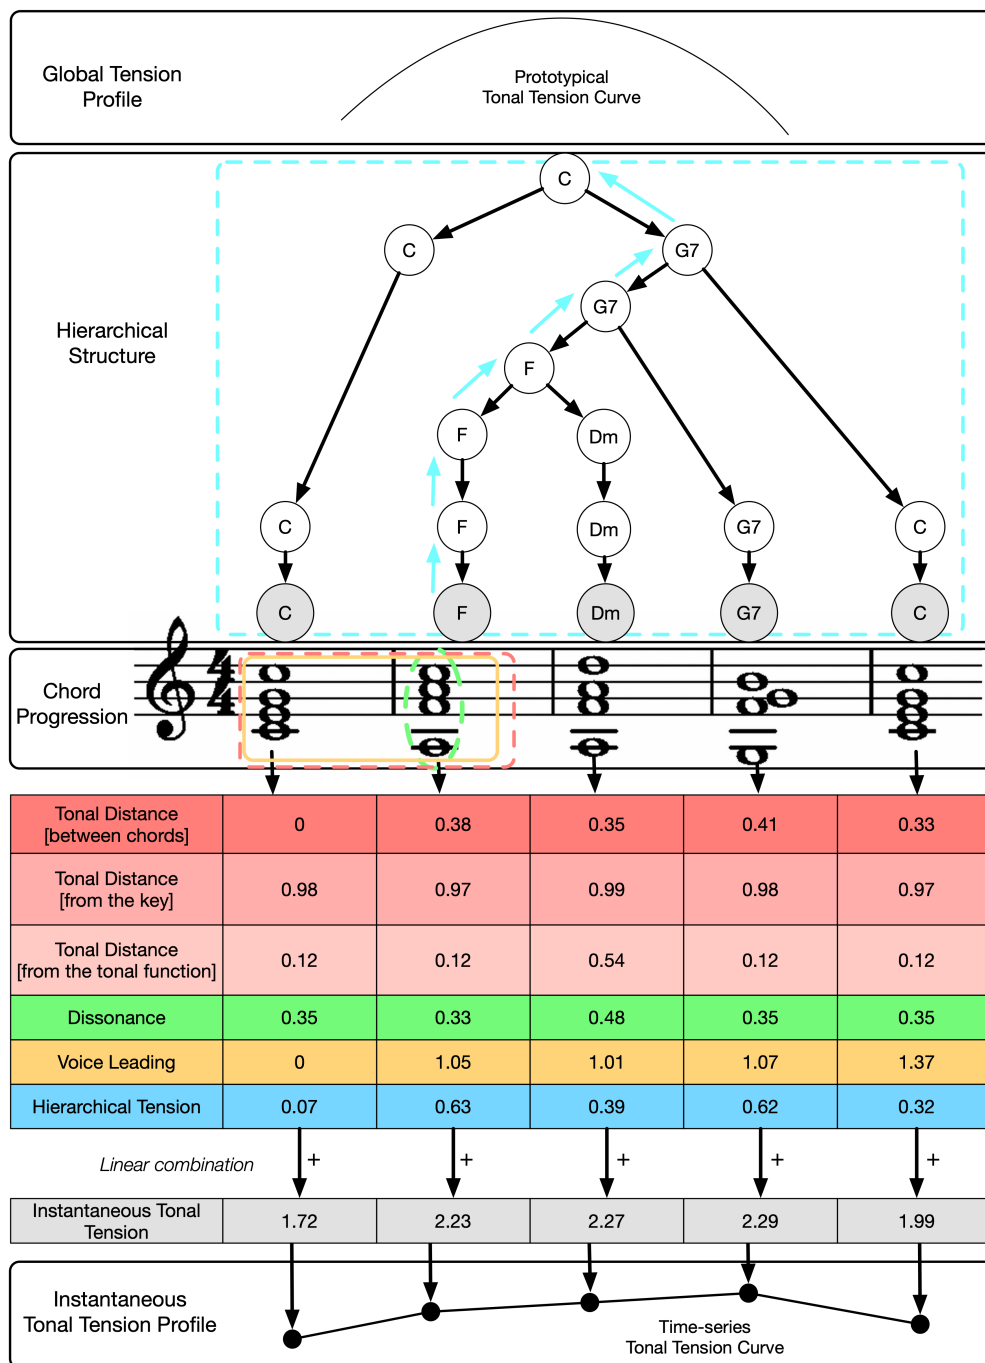 Global Tension
Profile
Prototypical
Tonal Tension Curve
Hierarchical
Structure
C
C
G7
G7
F
F
Dm
C
F
Dm
G7
C
C
F
Dm
G7
C
Chord
Progression
4
4
Tonal Distance
[between chords]
0
0.38
0.35
0.41
0.33
Tonal Distance
[from the key]
0.98
0.97
0.99
0.98
0.97
Tonal Distance
[from the tonal function]
0.12
0.12
0.54
0.12
0.12
Dissonance
0.35
0.33
0.48
0.35
0.35
Voice Leading
0
1.05
1.01
1.07
1.37
Hierarchical Tension
0.07
0.63
0.39
0.62
0.32
Linear combination
+
+
+
+
+
Instantaneous Tonal
Tension
1.72
2.23
2.27
2.29
1.99
Instantaneous
Tonal Tension Profile
Time-series
Tonal Tension Curve